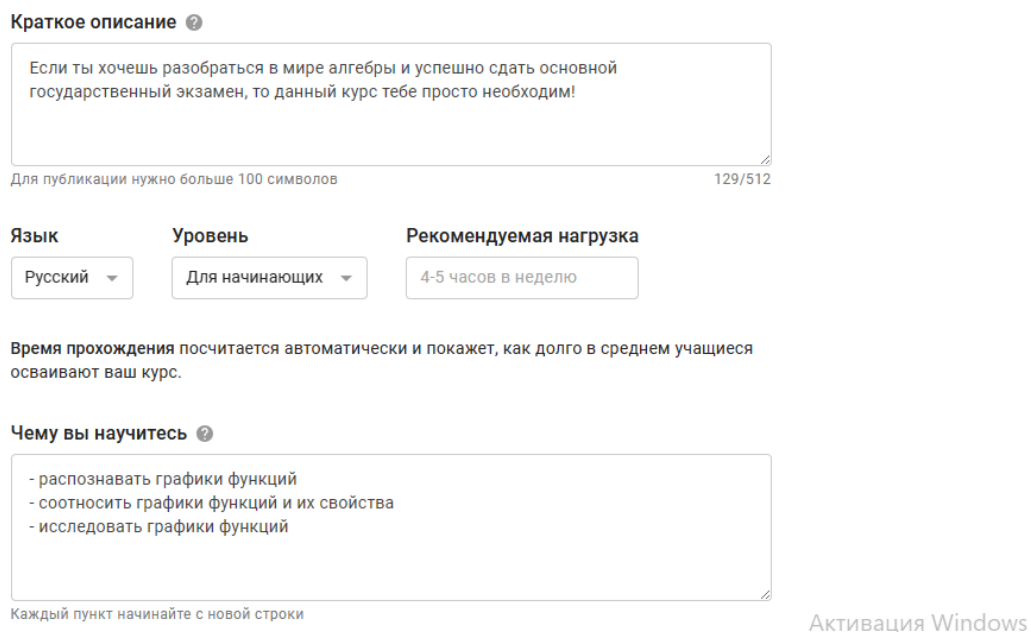 Краткое описание ?
Если ты хочешь разобраться в мире алгебры и успешно сдать основной
государственный экзамен, то данный курс тебе просто необходим!
Для публикации нужно больше 100 символов 129/512
Язык Уровень Рекомендуемая нагрузка
Русский Для начинающих 4-5 часов в неделю
Время прохождения посчитается автоматически и покажет, как долго в среднем учащиеся
осваивают ваш курс.
Чему вы научитесь ?
- распознавать графики функций
- соотносить графики функций и их свойства
- исследовать графики функций
Каждый пункт начинайте с новой строки
Активация Windows